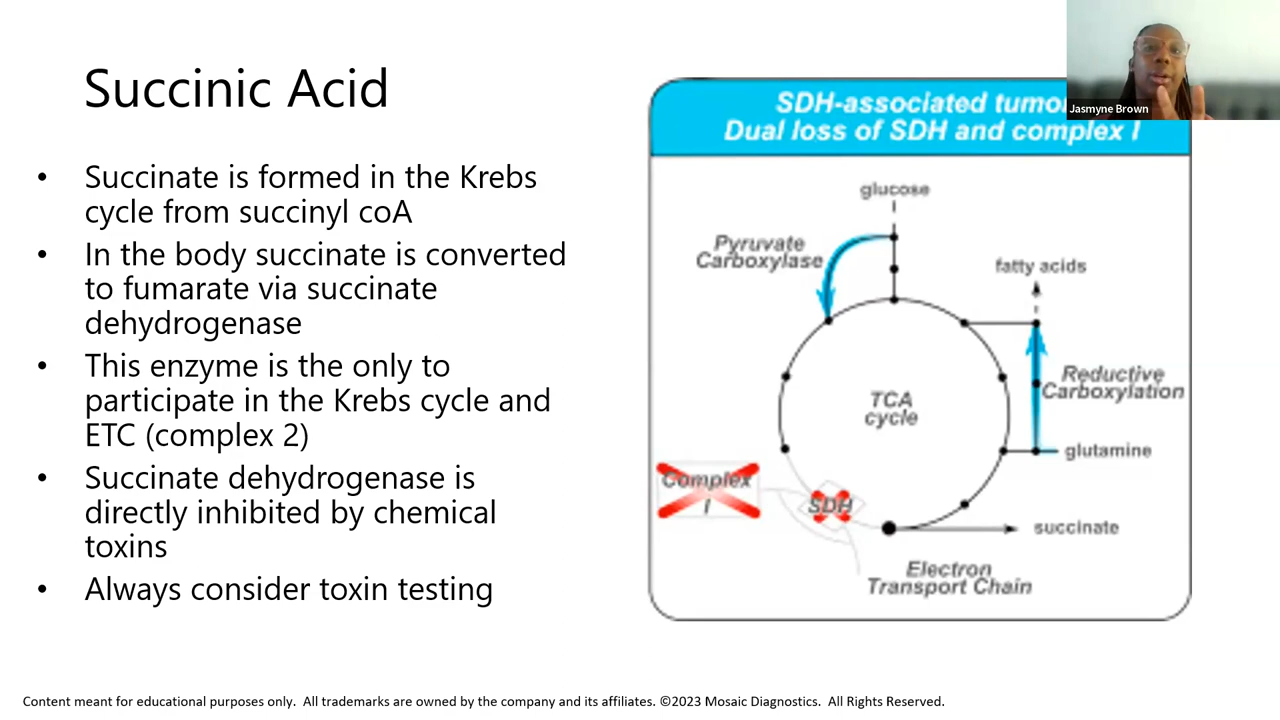 Succinic Acid
• Succinate is formed in the Krebs
cycle from succinyl coA
• In the body succinate is converted
to fumarate via succinate
dehydrogenase
• This enzyme is the only to
participate in the Krebs cycle and
ETC (complex 2)
• Succinate dehydrogenase is
directly inhibited by chemical
toxins
• Always consider toxin testing
SDH-associated
Dual loss of SDH and complex I
glucose
Pyruvate
Carboxylase
fatty acids
Reductive
Carboxylation
TCA
cycle
glutamine
Complex
I
SDH
succinate
Electron
Transport Chain
Jasmyne Brown
Content meant for educational purposes only. All trademarks are owned by the company and its affiliates. ©2023 Mosaic Diagnostics. All Rights Reserved.